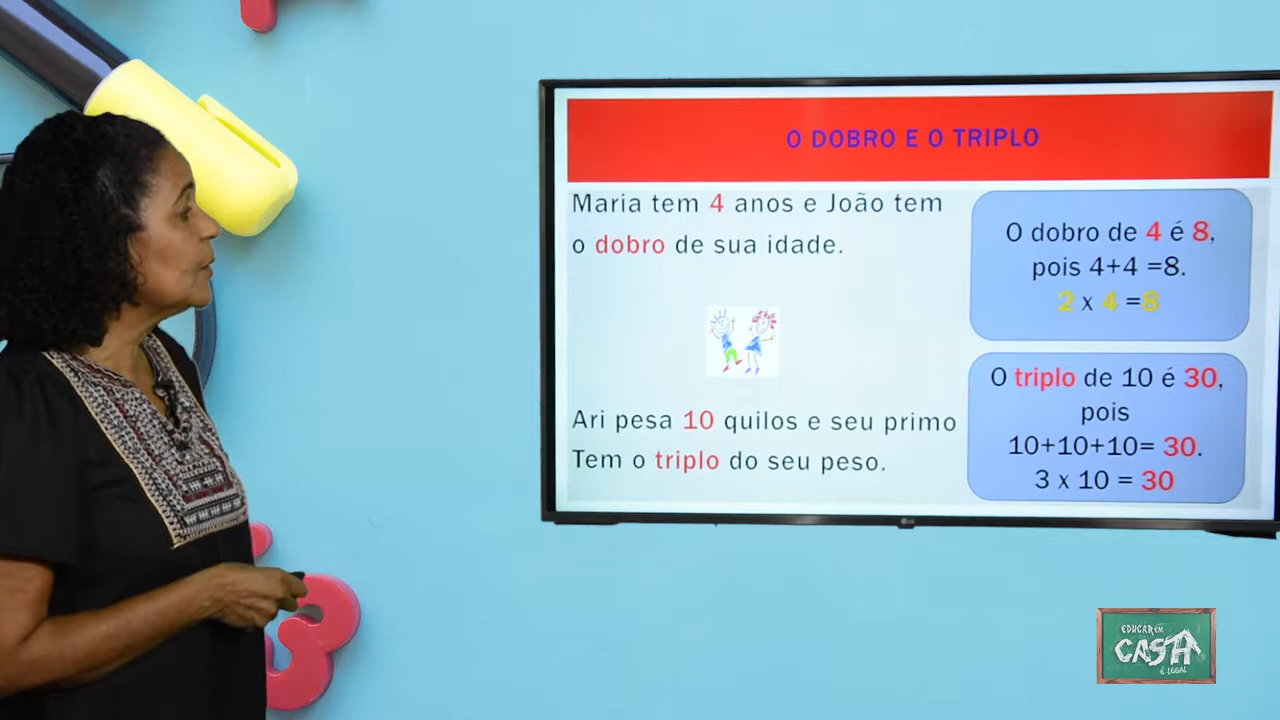 O DOBRO E O TRIPLO
Maria tem 4 anos e João tem
o dobro de sua idade.
O dobro de 4 é 8,
pois 4+4 =8.
2 x 4 =8
Ari pesa 10 quilos e seu primo
Tem o triplo do seu peso.
O triplo de 10 é 30,
pois
10+10+10= 30.
3 x 10 = 30
LG
3
EDUCAR EM
CASA
É LEGAL